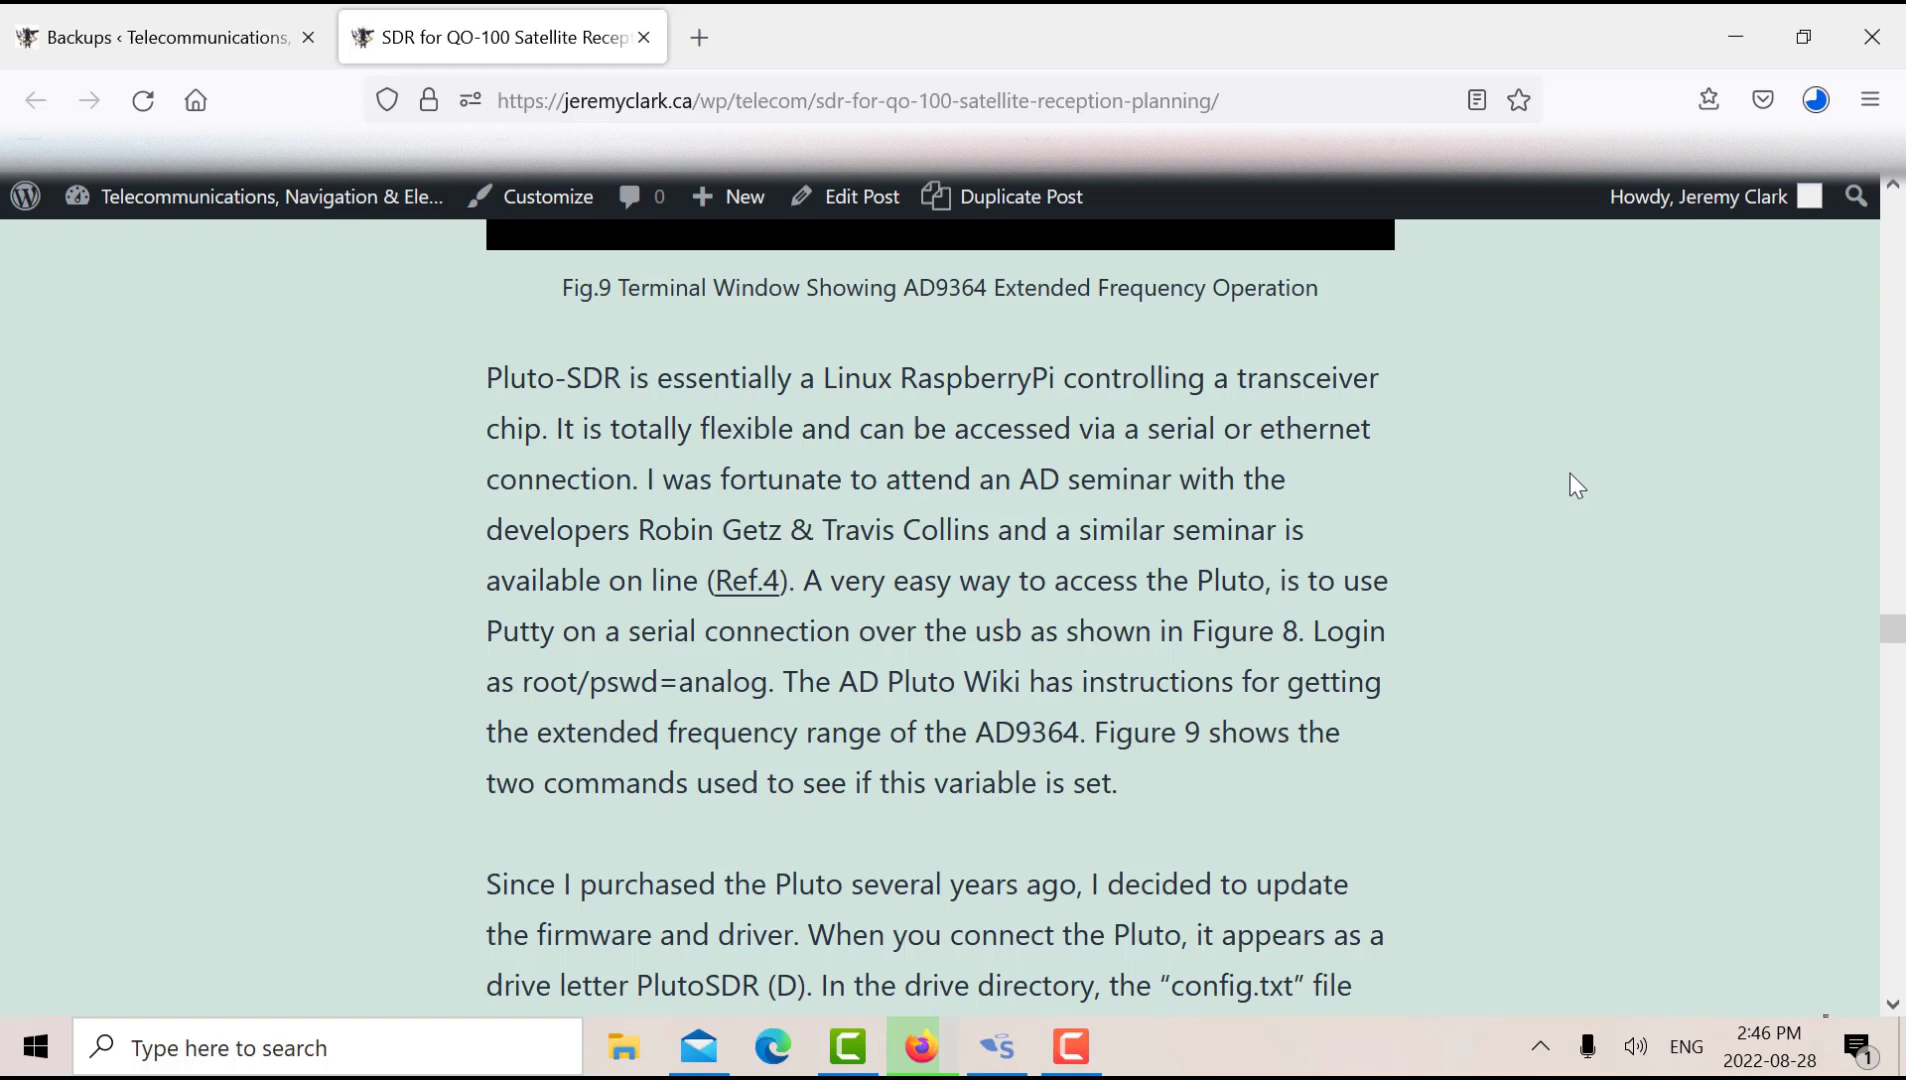 Backups ‹ Telecommunications,
SDR for QO-100 Satellite Recep
https://jeremyclark.ca/wp/telecom/sdr-for-qo-100-satellite-reception-planning/
Telecommunications, Navigation & Ele...
Customize
0
New
Edit Post
Duplicate Post
Howdy, Jeremy Clark
Fig.9 Terminal Window Showing AD9364 Extended Frequency Operation
Pluto-SDR is essentially a Linux RaspberryPi controlling a transceiver
chip. It is totally flexible and can be accessed via a serial or ethernet
connection. I was fortunate to attend an AD seminar with the
developers Robin Getz & Travis Collins and a similar seminar is
available on line (Ref.4). A very easy way to access the Pluto, is to use
Putty on a serial connection over the usb as shown in Figure 8. Login
as root/pswd=analog. The AD Pluto Wiki has instructions for getting
the extended frequency range of the AD9364. Figure 9 shows the
two commands used to see if this variable is set.
Since I purchased the Pluto several years ago, I decided to update
the firmware and driver. When you connect the Pluto, it appears as a
drive letter PlutoSDR (D). In the drive directory, the “config.txt” file
Type here to search
ENG
2:46 PM
2022-08-28
1